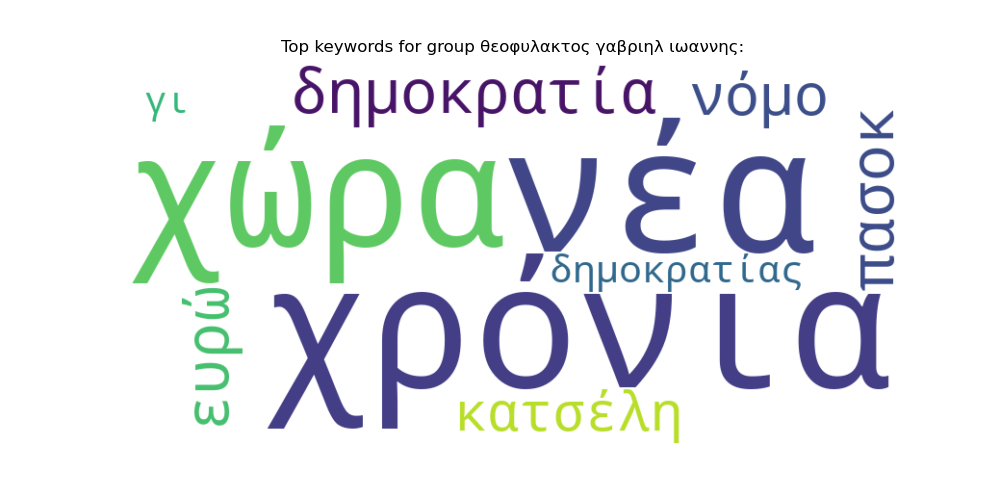 Top keywords for group θεοφυλακτος γαβριηλ ιωαννης:
γι
δημοκρατία
νόμο
χώρα
νέα
πασοκ
δημοκρατίας
ευρώ
χρόνια
κατσέλη